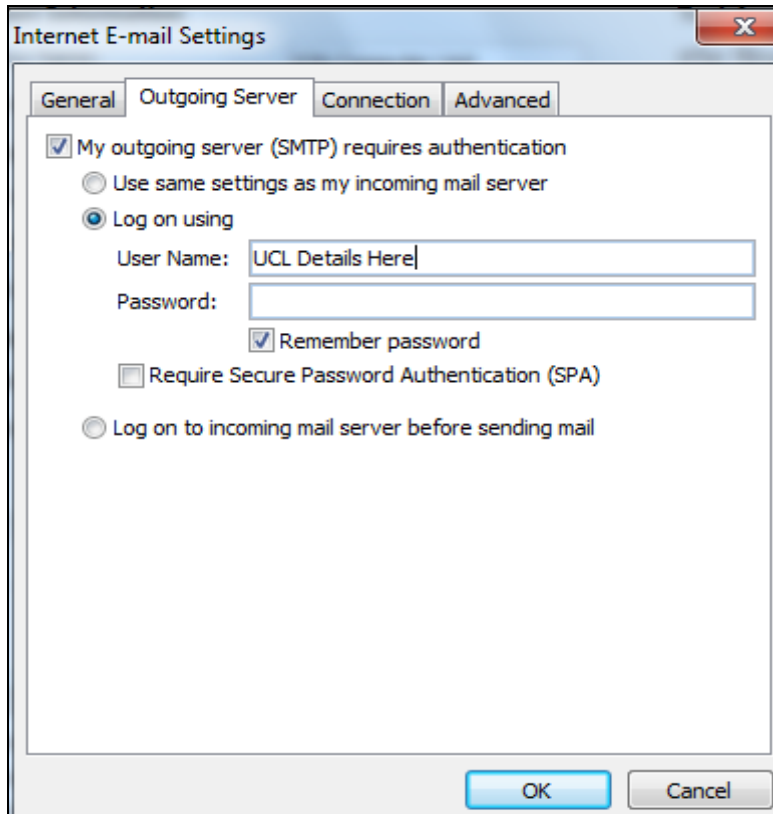 Internet E-mail Settings
General Outgoing Server Connection Advanced
My outgoing server (SMTP) requires authentication
Use same settings as my incoming mail server
Log on using
User Name: UCL Details Here
Password:
Remember password
Require Secure Password Authentication (SPA)
Log on to incoming mail server before sending mail
OK Cancel